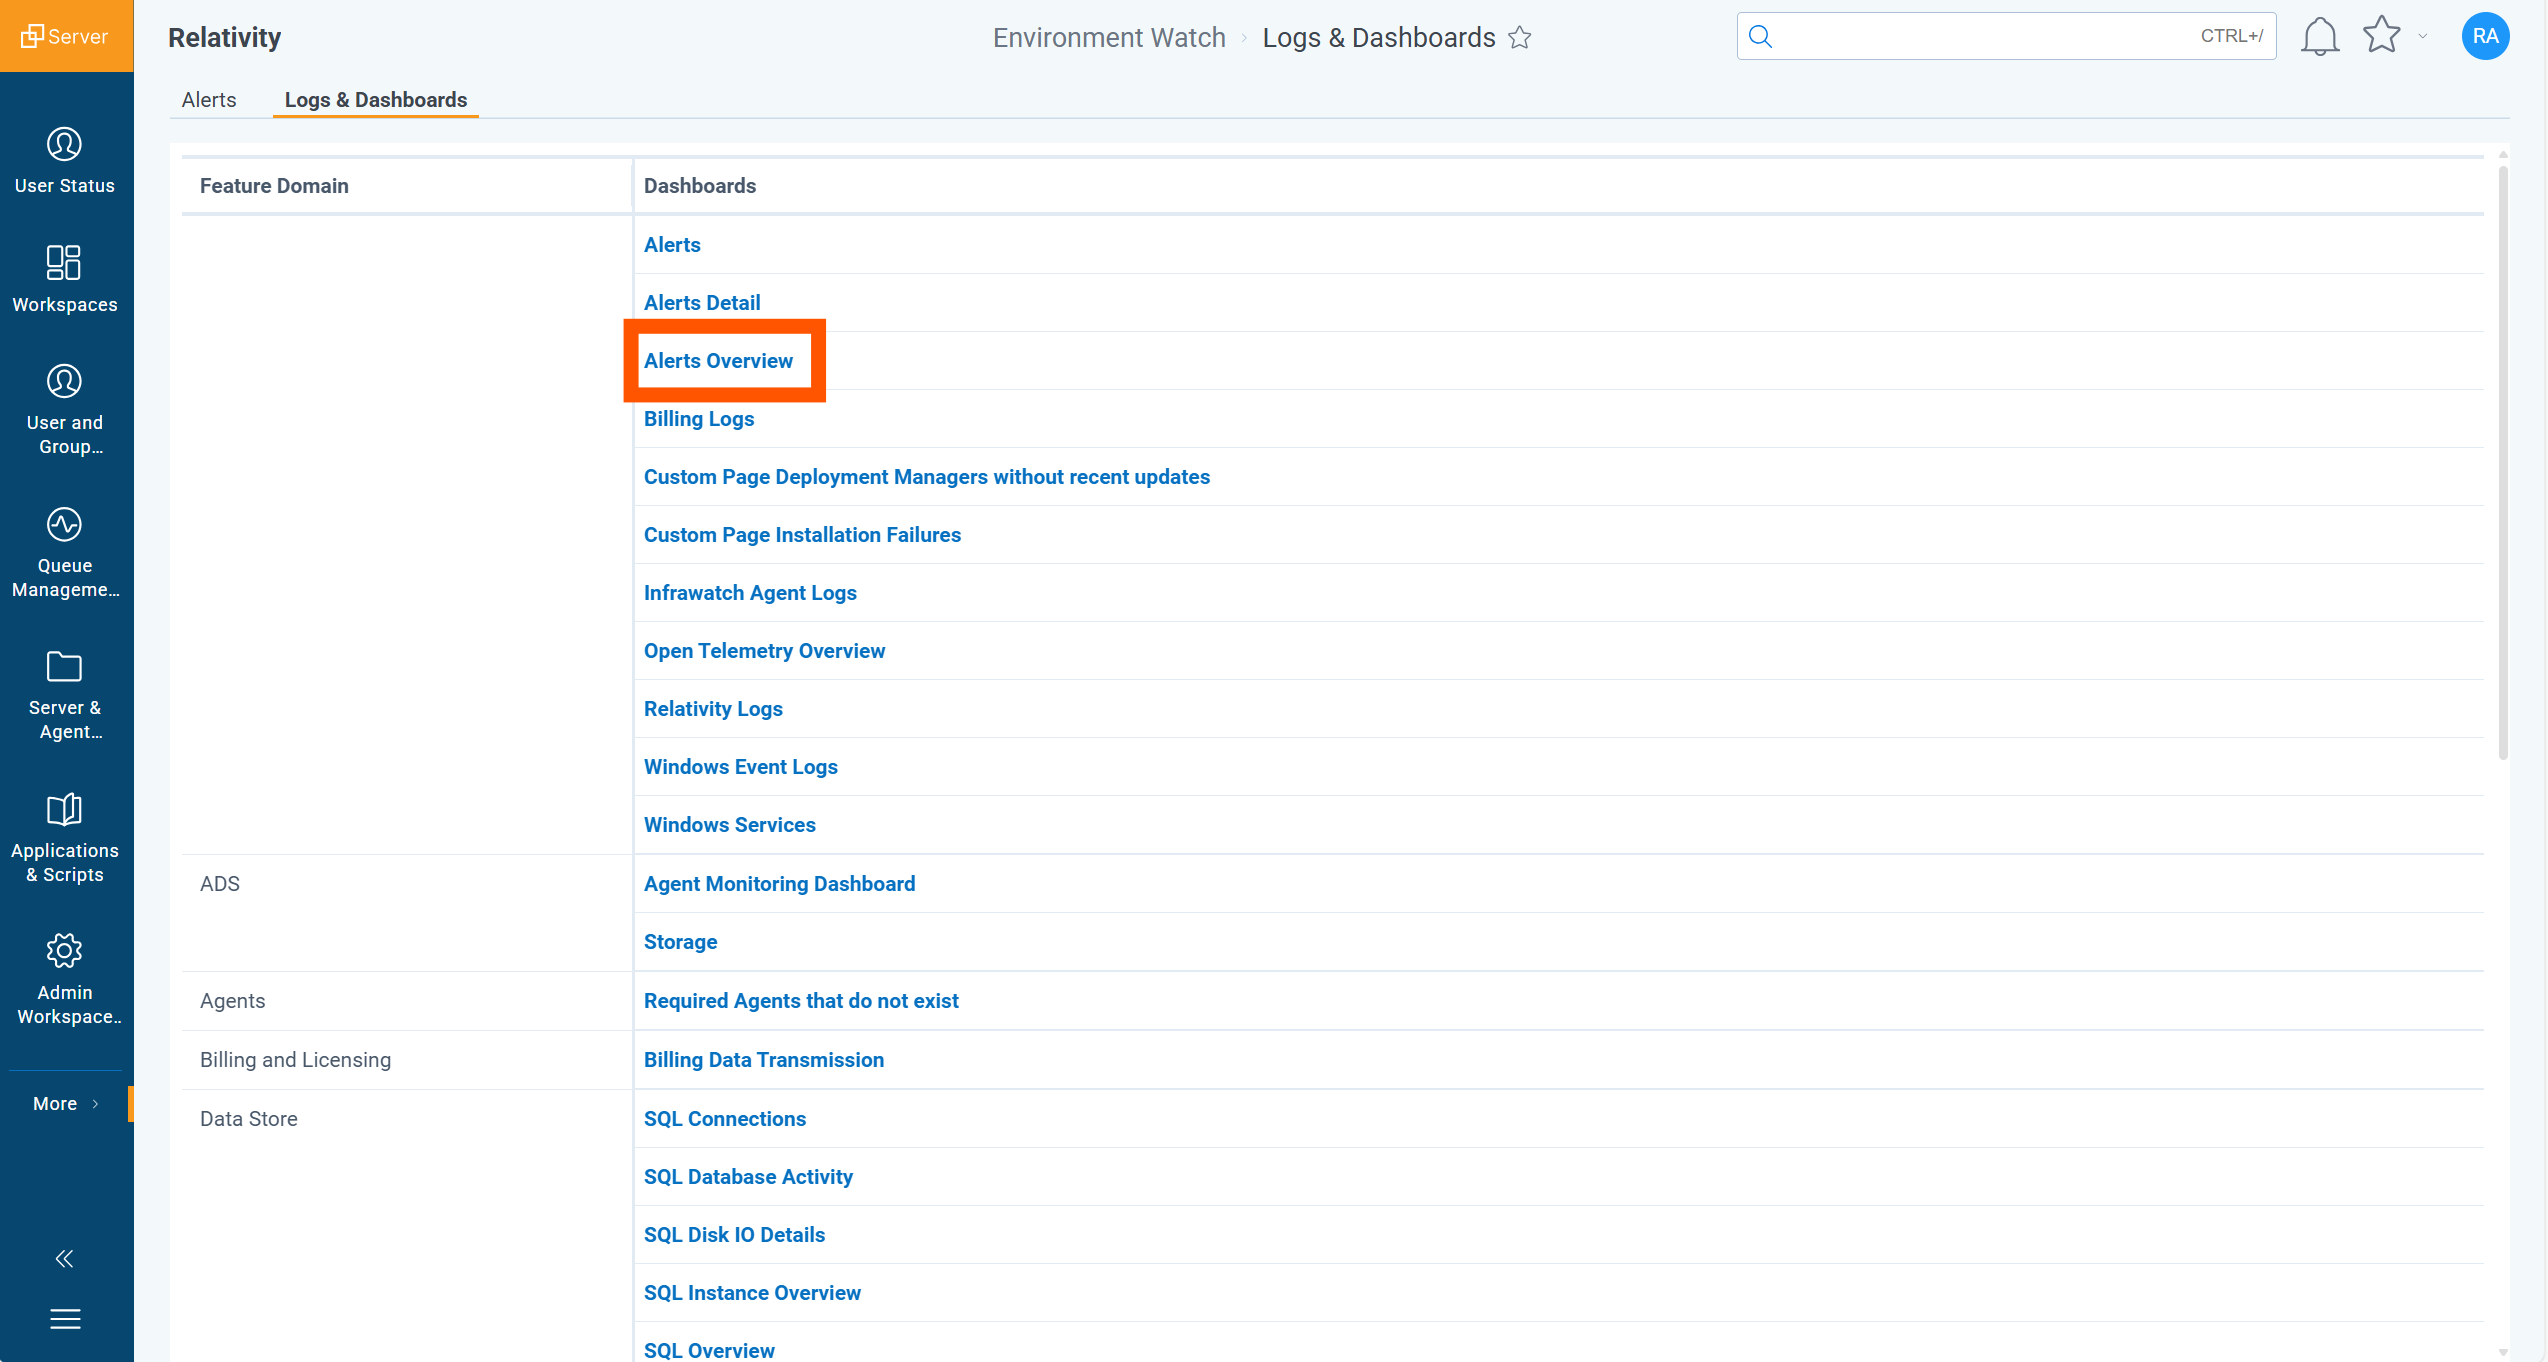 Server
Relativity
Environment Watch
Logs & Dashboards
CTRL+/
RA
Alerts
Logs & Dashboards
User Status
Workspaces
User and
Group...
Queue
Manageme...
Server &
Agent...
Applications
& Scripts
Admin
Workspace..
More
Feature Domain
Dashboards
Alerts
Alerts Detail
Alerts Overview
Billing Logs
Custom Page Deployment Managers without recent updates
Custom Page Installation Failures
Infrawatch Agent Logs
Open Telemetry Overview
Relativity Logs
Windows Event Logs
Windows Services
ADS
Agent Monitoring Dashboard
Storage
Agents
Required Agents that do not exist
Billing and Licensing
Billing Data Transmission
Data Store
SQL Connections
SQL Database Activity
SQL Disk IO Details
SQL Instance Overview
SQL Overview